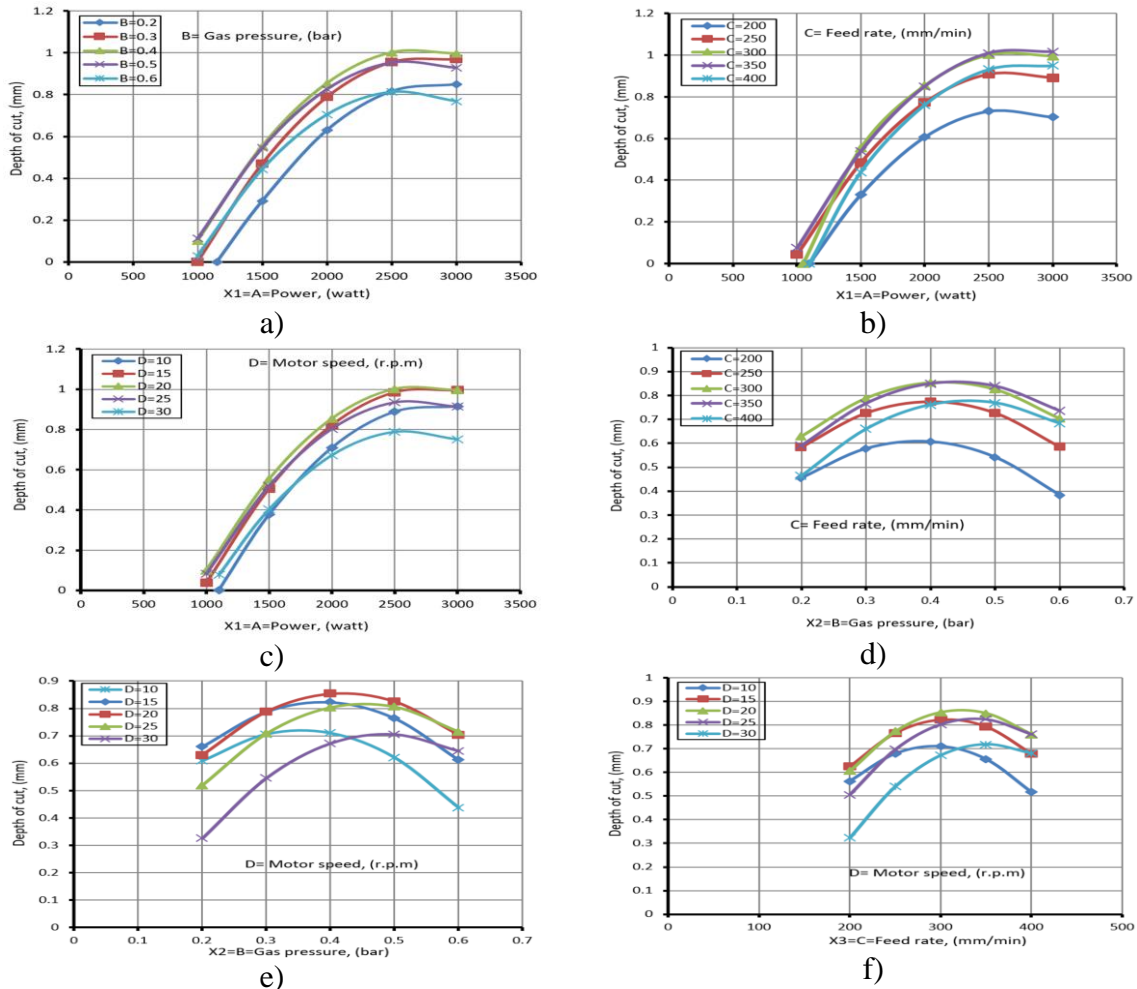 B=0.2
B=0.3
B=0.4
B=0.5
B=0.6
B= Gas pressure, (bar)
Depth of cut, (mm)
1.2
1
0.8
0.6
0.4
0.2
0
0 500 1000 1500 2000 2500 3000 3500
X1=A=Power, (watt)
a)
C=200
C=250
C=300
C=350
C=400
C= Feed rate, (mm/min)
Depth of cut, (mm)
1.2
1
0.8
0.6
0.4
0.2
0
0 500 1000 1500 2000 2500 3000 3500
X1=A=Power, (watt)
b)
D=10
D=15
D=20
D=25
D=30
D= Motor speed, (r.p.m)
Depth of cut, (mm)
1.2
1
0.8
0.6
0.4
0.2
0
0 500 1000 1500 2000 2500 3000 3500
X1=A=Power, (watt)
c)
C=200
C=250
C=300
C=350
C=400
C= Feed rate, (mm/min)
Depth of cut, (mm)
1
0.9
0.8
0.7
0.6
0.5
0.4
0.3
0.2
0.1
0
0 0.1 0.2 0.3 0.4 0.5 0.6 0.7
X2=B=Gas pressure, (bar)
d)
D=10
D=15
D=20
D=25
D=30
D= Motor speed, (r.p.m)
Depth of cut, (mm)
0.9
0.8
0.7
0.6
0.5
0.4
0.3
0.2
0.1
0
0 0.1 0.2 0.3 0.4 0.5 0.6 0.7
X2=B=Gas pressure, (bar)
e)
D=10
D=15
D=20
D=25
D=30
D= Motor speed, (r.p.m)
Depth of cut, (mm)
1
0.9
0.8
0.7
0.6
0.5
0.4
0.3
0.2
0.1
0
0 100 200 300 400 500
X3=C=Feed rate, (mm/min)
f)